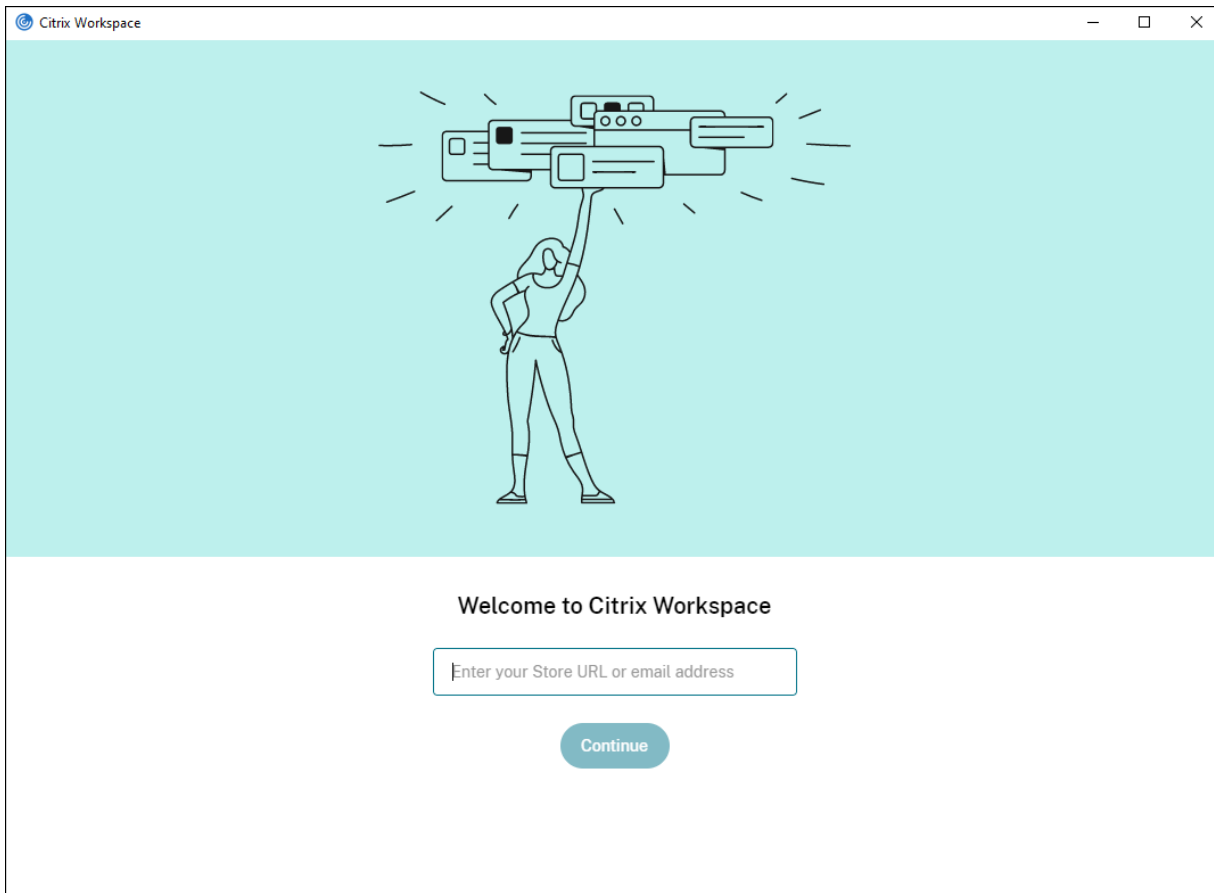 Citrix Workspace
Welcome to Citrix Workspace
Enter your Store URL or email address
Continue